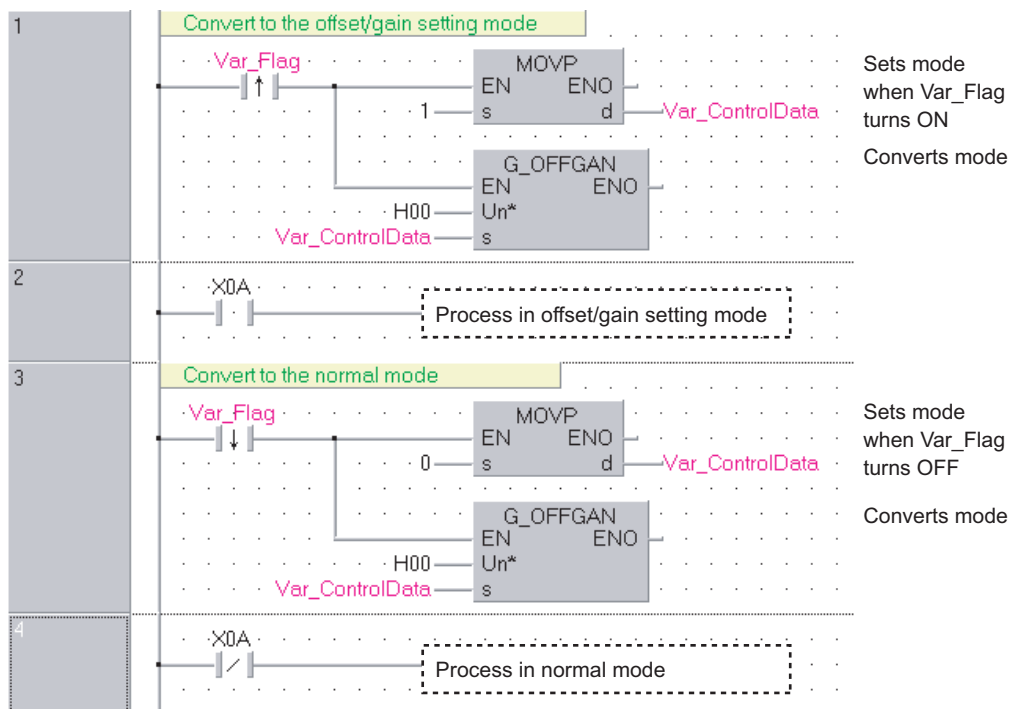 1
Convert to the offset/gain setting mode
Var_Flag
MOVP
EN ENO
1 s d Var_ControlData
Sets mode
when Var_Flag
turns ON
G_OFFGAN
EN ENO
H00 Un*
Var_ControlData s
Converts mode
2
X0A
Process in offset/gain setting mode
3
Convert to the normal mode
Var_Flag
MOVP
EN ENO
0 s d Var_ControlData
Sets mode
when Var_Flag
turns OFF
G_OFFGAN
EN ENO
H00 Un*
Var_ControlData s
Converts mode
4
X0A
Process in normal mode